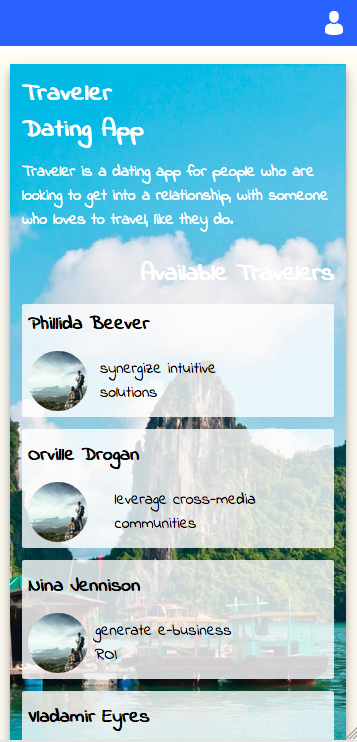 Traveler
Dating App
Traveler is a dating app for people who are
looking to get into a relationship, with someone
who loves to travel, like they do.
Available Travelers
Phillida Beever
synergize intuitive
solutions
Orville Drogan
leverage cross-media
communities
Nina Jennison
generate e-business
ROI
Vladamir Eyres